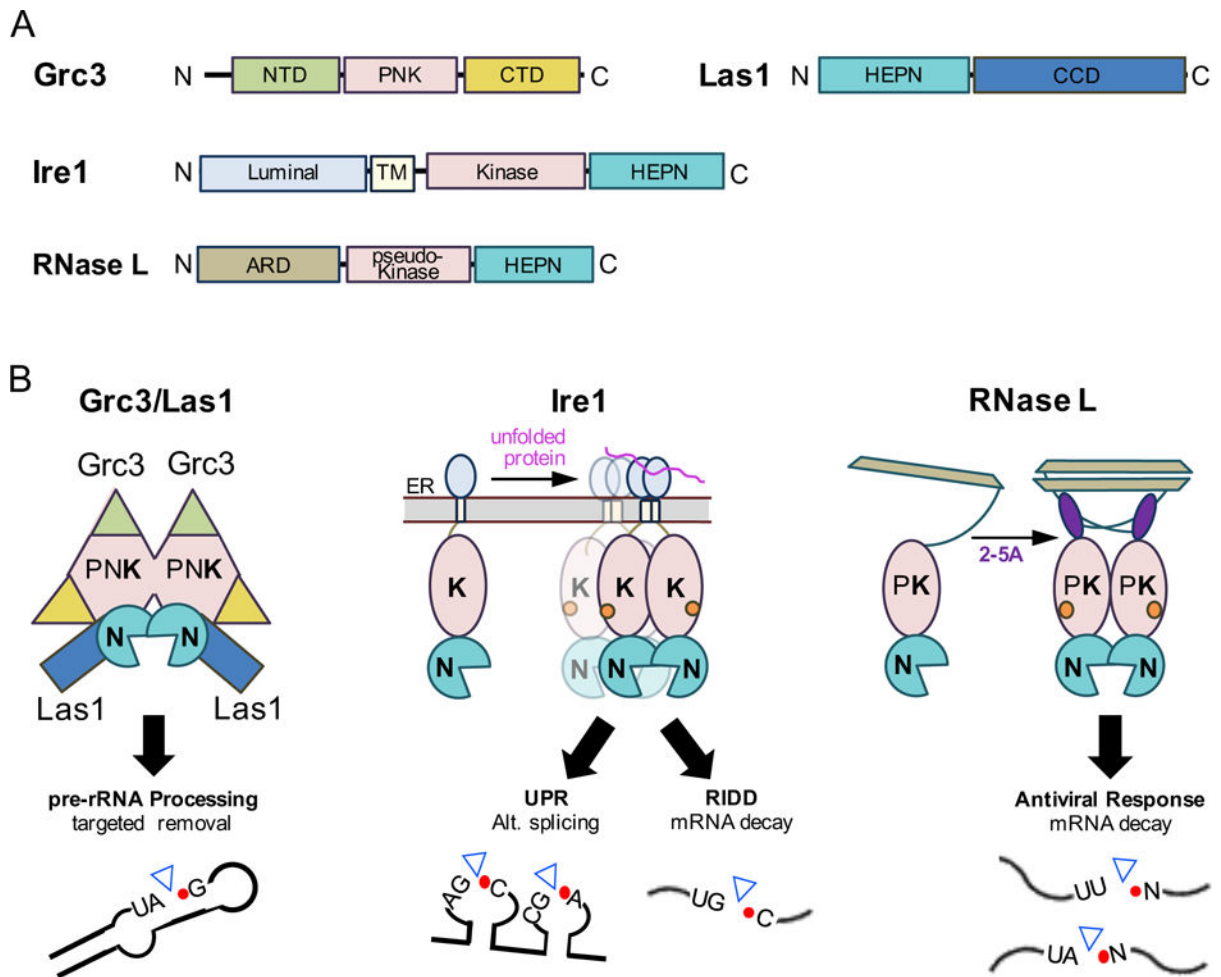 A
Grc3 N NTD PNK CTD C
Las1 N HEPN CCD C
Ire1 N Luminal TM Kinase HEPN C
RNase L N ARD pseudo-
Kinase HEPN C
B
Grc3/Las1
Grc3 Grc3
PNK PNK
N N
Las1 Las1
pre-rRNA Processing
targeted removal
UA G
Ire1
unfolded
protein
ER
K K K K
N N N N
UPR
Alt. splicing
AG C CG A
RIDD
mRNA decay
UG C
RNase L
2-5A
PK PK PK
N N N
Antiviral Response
mRNA decay
UU N
UA N